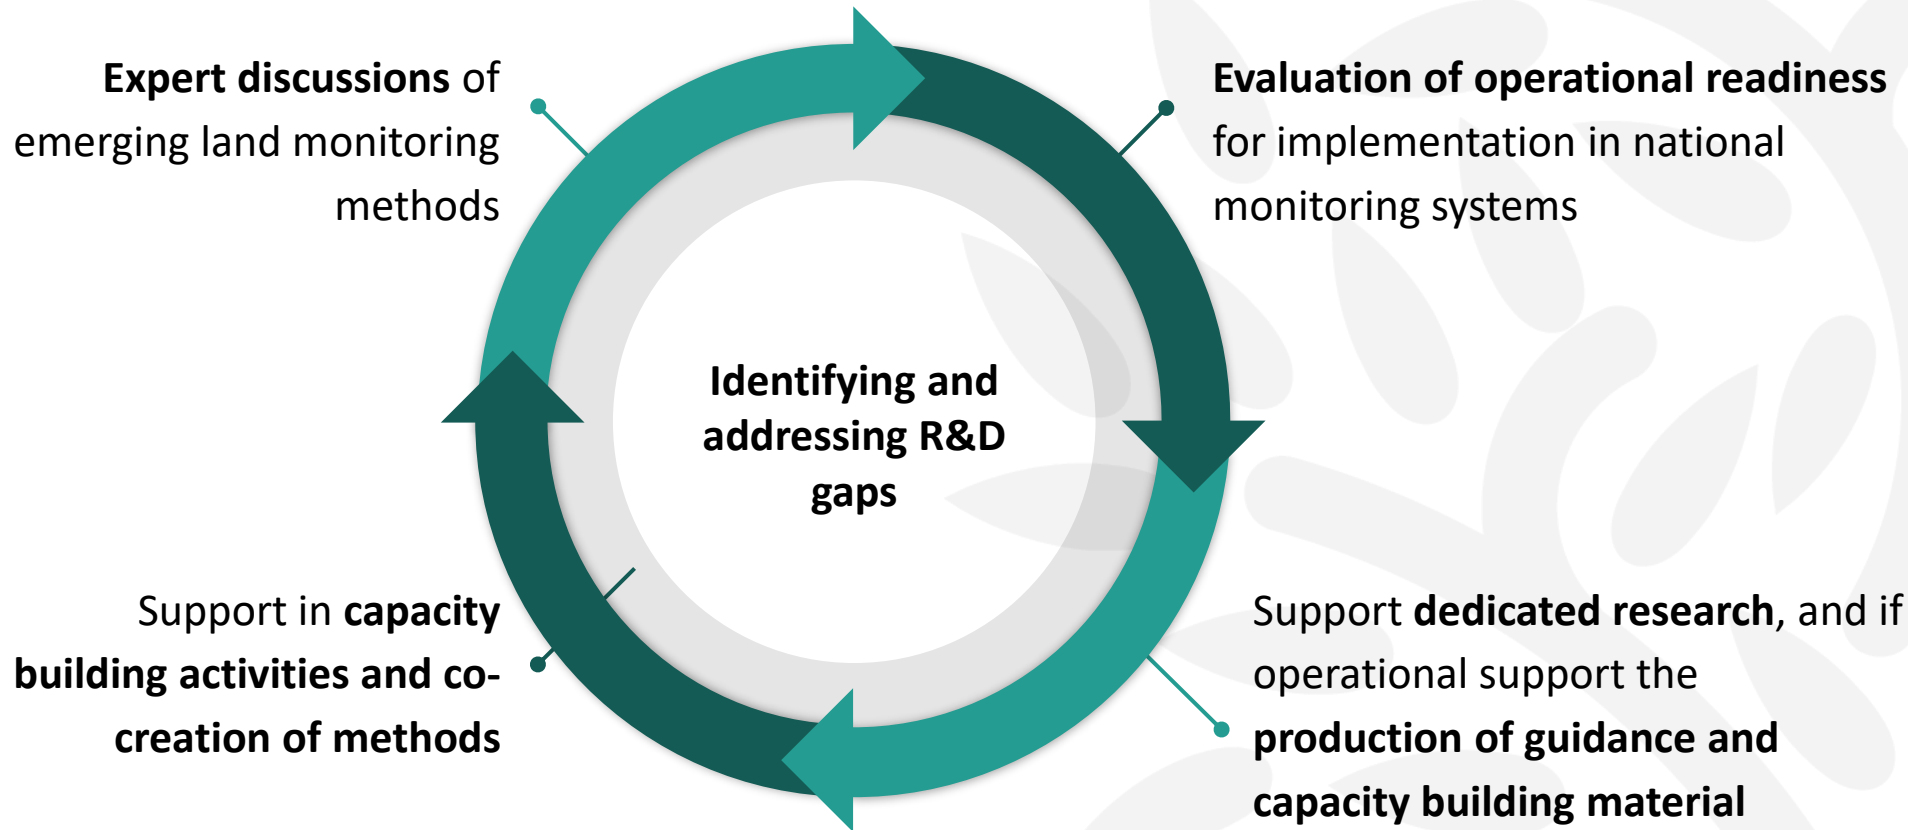 Expert discussions of
emerging land monitoring
methods
Evaluation of operational readiness
for implementation in national
monitoring systems
Identifying and
addressing R&D
gaps
Support in capacity
building activities and co-
creation of methods
Support dedicated research, and if
operational support the
production of guidance and
capacity building material